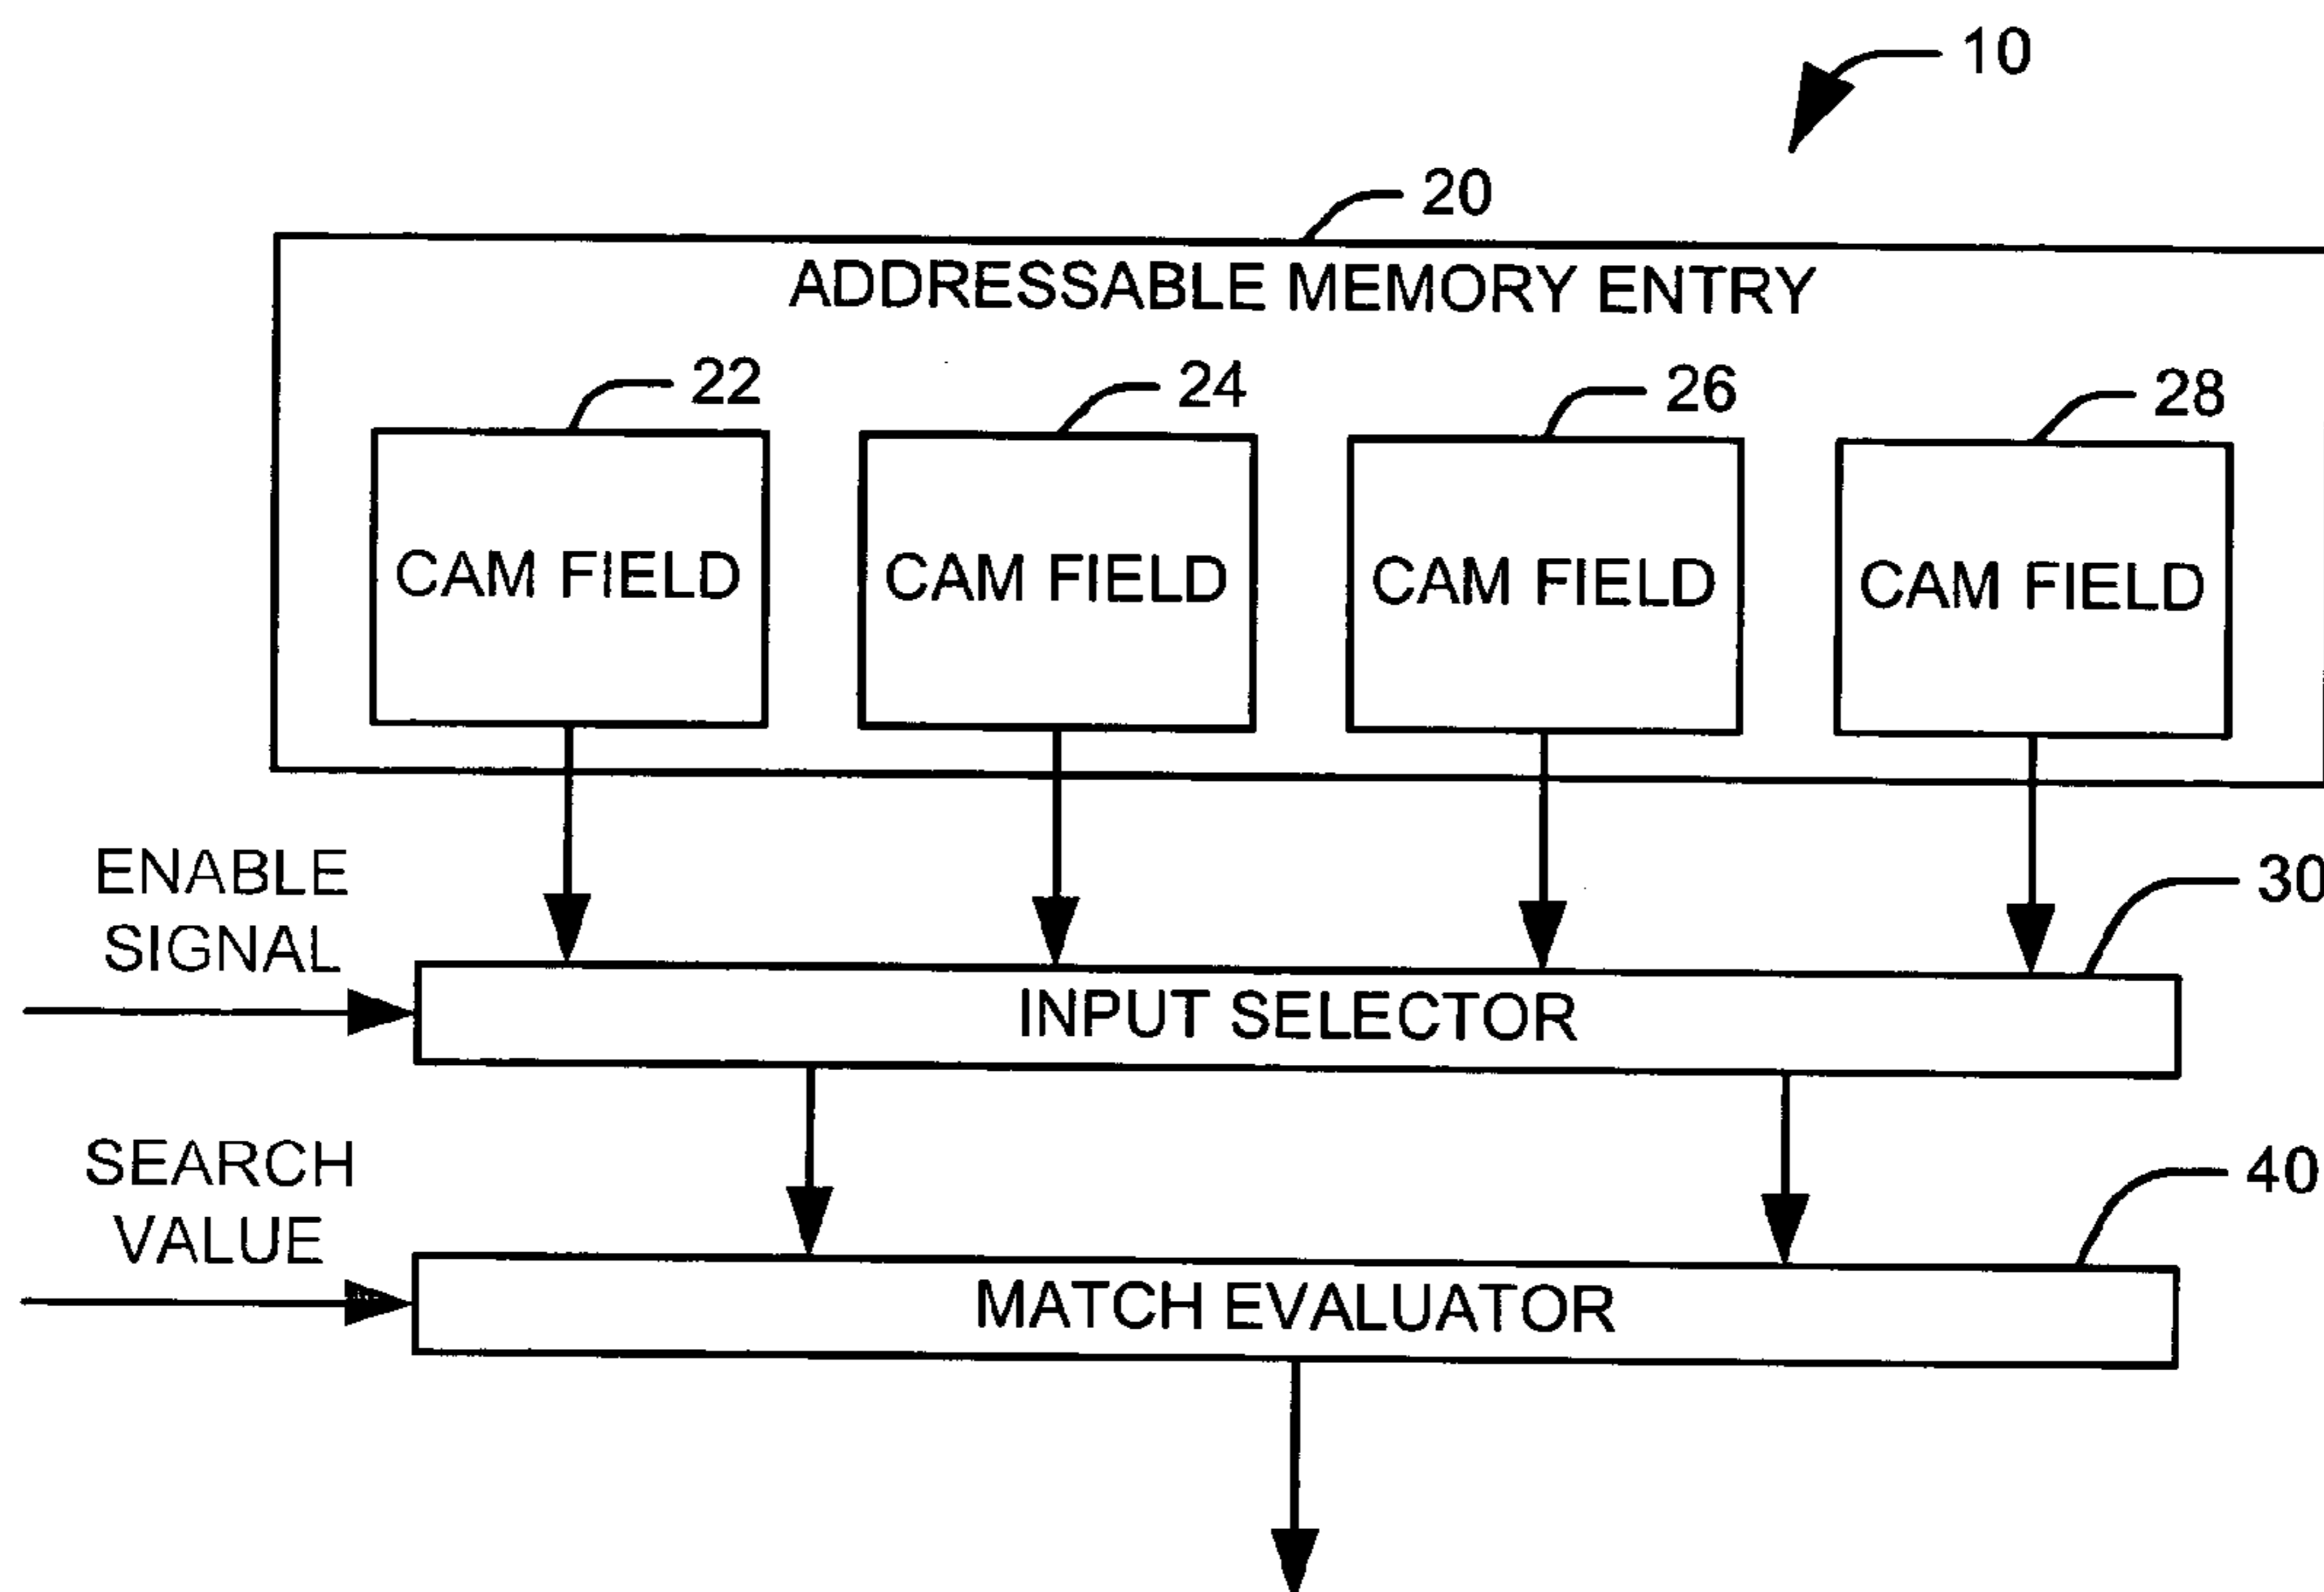 10
20
ADDRESSABLE MEMORY ENTRY
22
24
26
28
CAM FIELD
CAM FIELD
CAM FIELD
CAM FIELD
ENABLE
SIGNAL
30
INPUT SELECTOR
SEARCH
VALUE
40
MATCH EVALUATOR